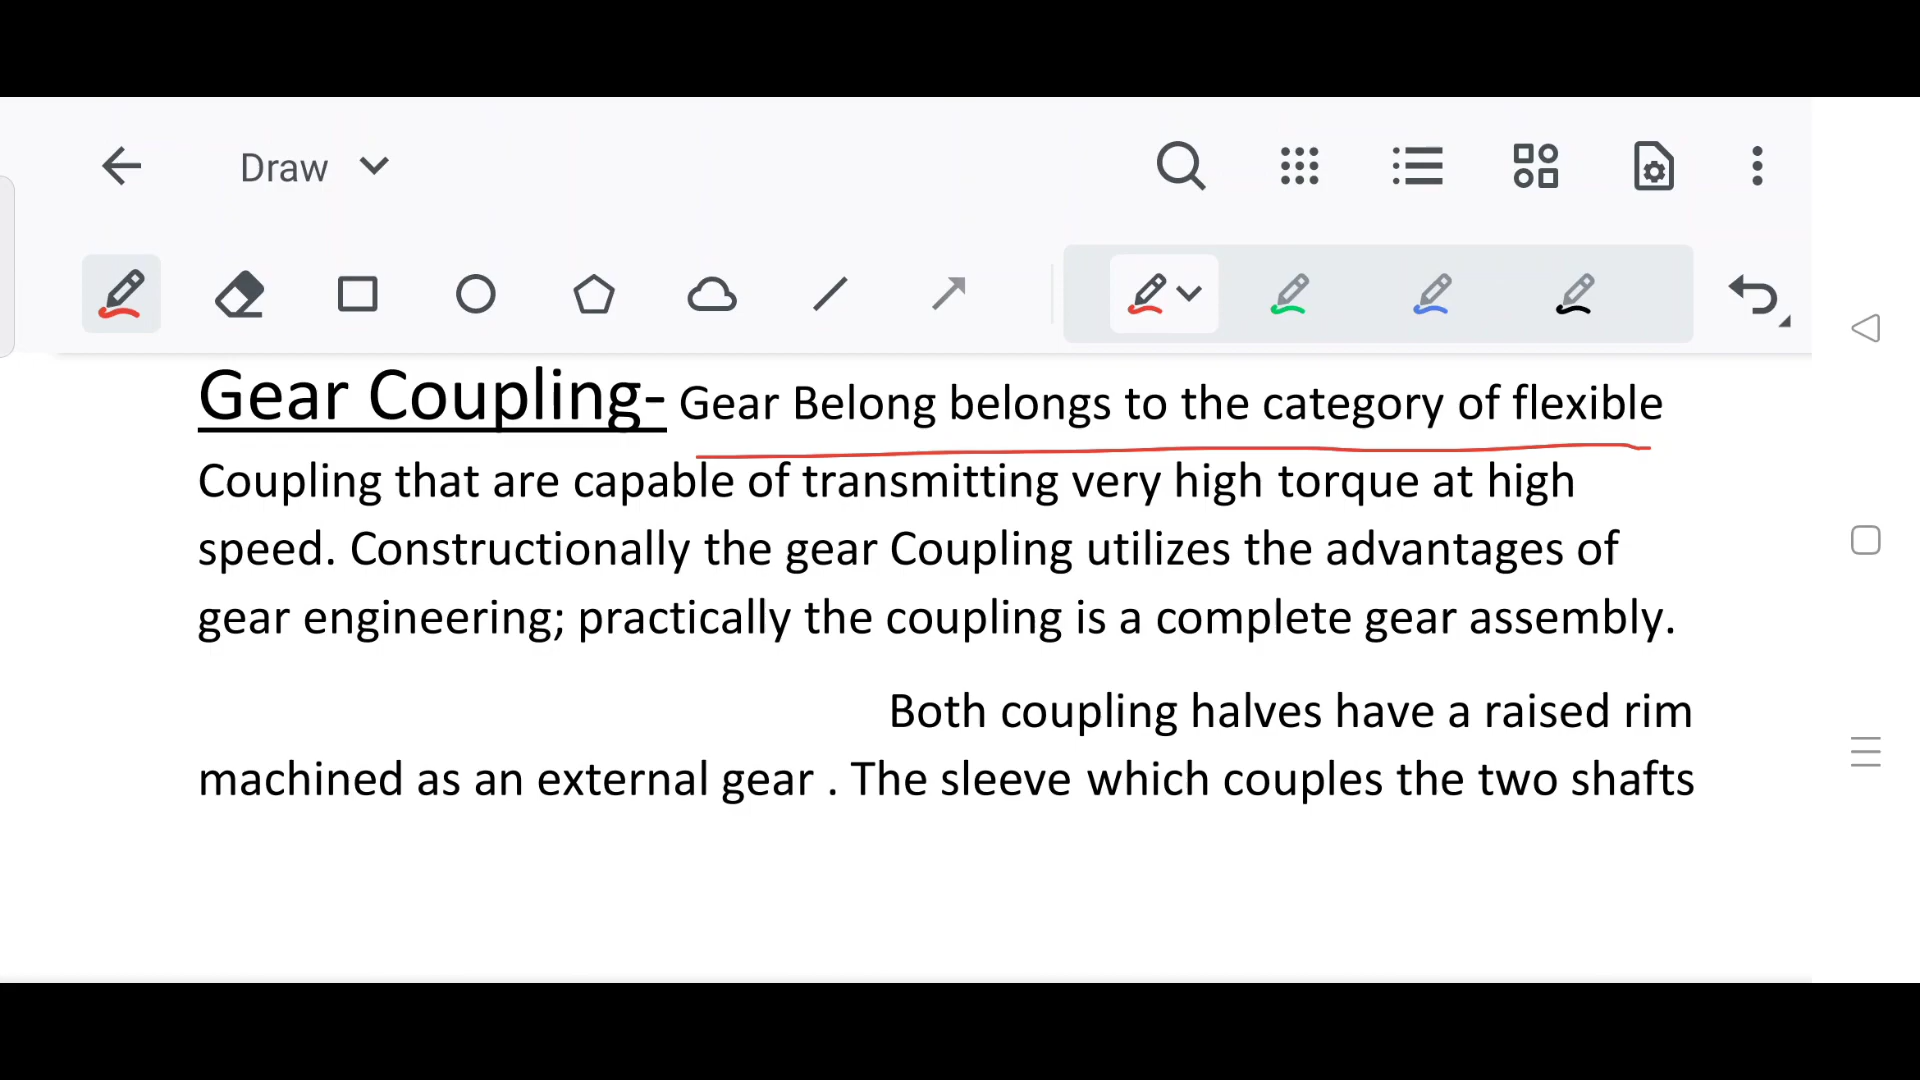 Draw
Gear Coupling- Gear Belong belongs to the category of flexible
Coupling that are capable of transmitting very high torque at high
speed. Constructionally the gear Coupling utilizes the advantages of
gear engineering; practically the coupling is a complete gear assembly.
Both coupling halves have a raised rim
machined as an external gear . The sleeve which couples the two shafts